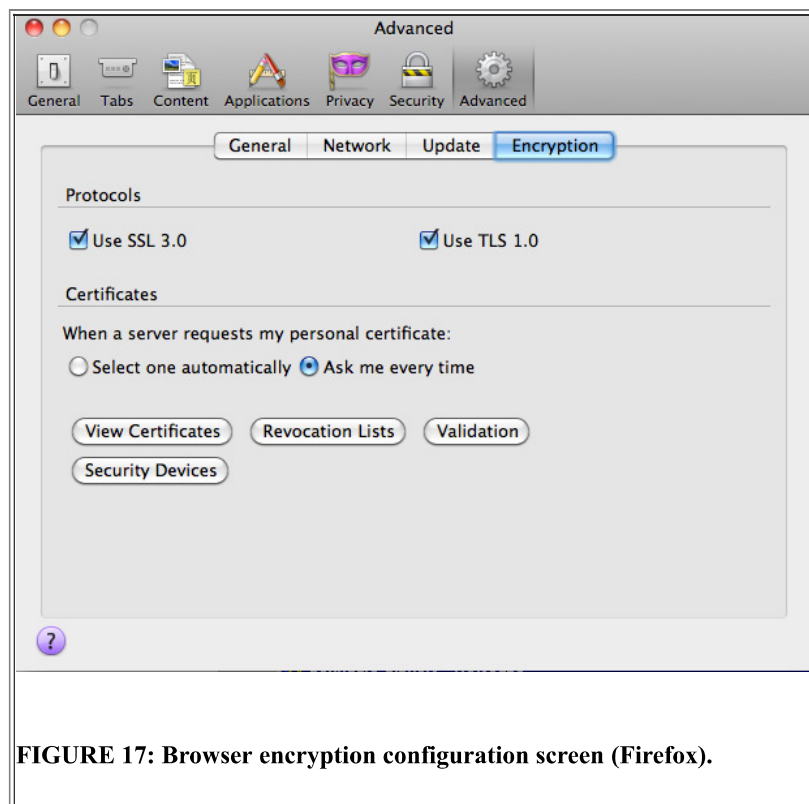 Advanced
General Tabs Content Applications Privacy Security Advanced
General Network Update Encryption
Protocols
Use SSL 3.0 Use TLS 1.0
Certificates
When a server requests my personal certificate:
Select one automatically Ask me every time
View Certificates Revocation Lists Validation
Security Devices
?
FIGURE 17: Browser encryption configuration screen (Firefox).